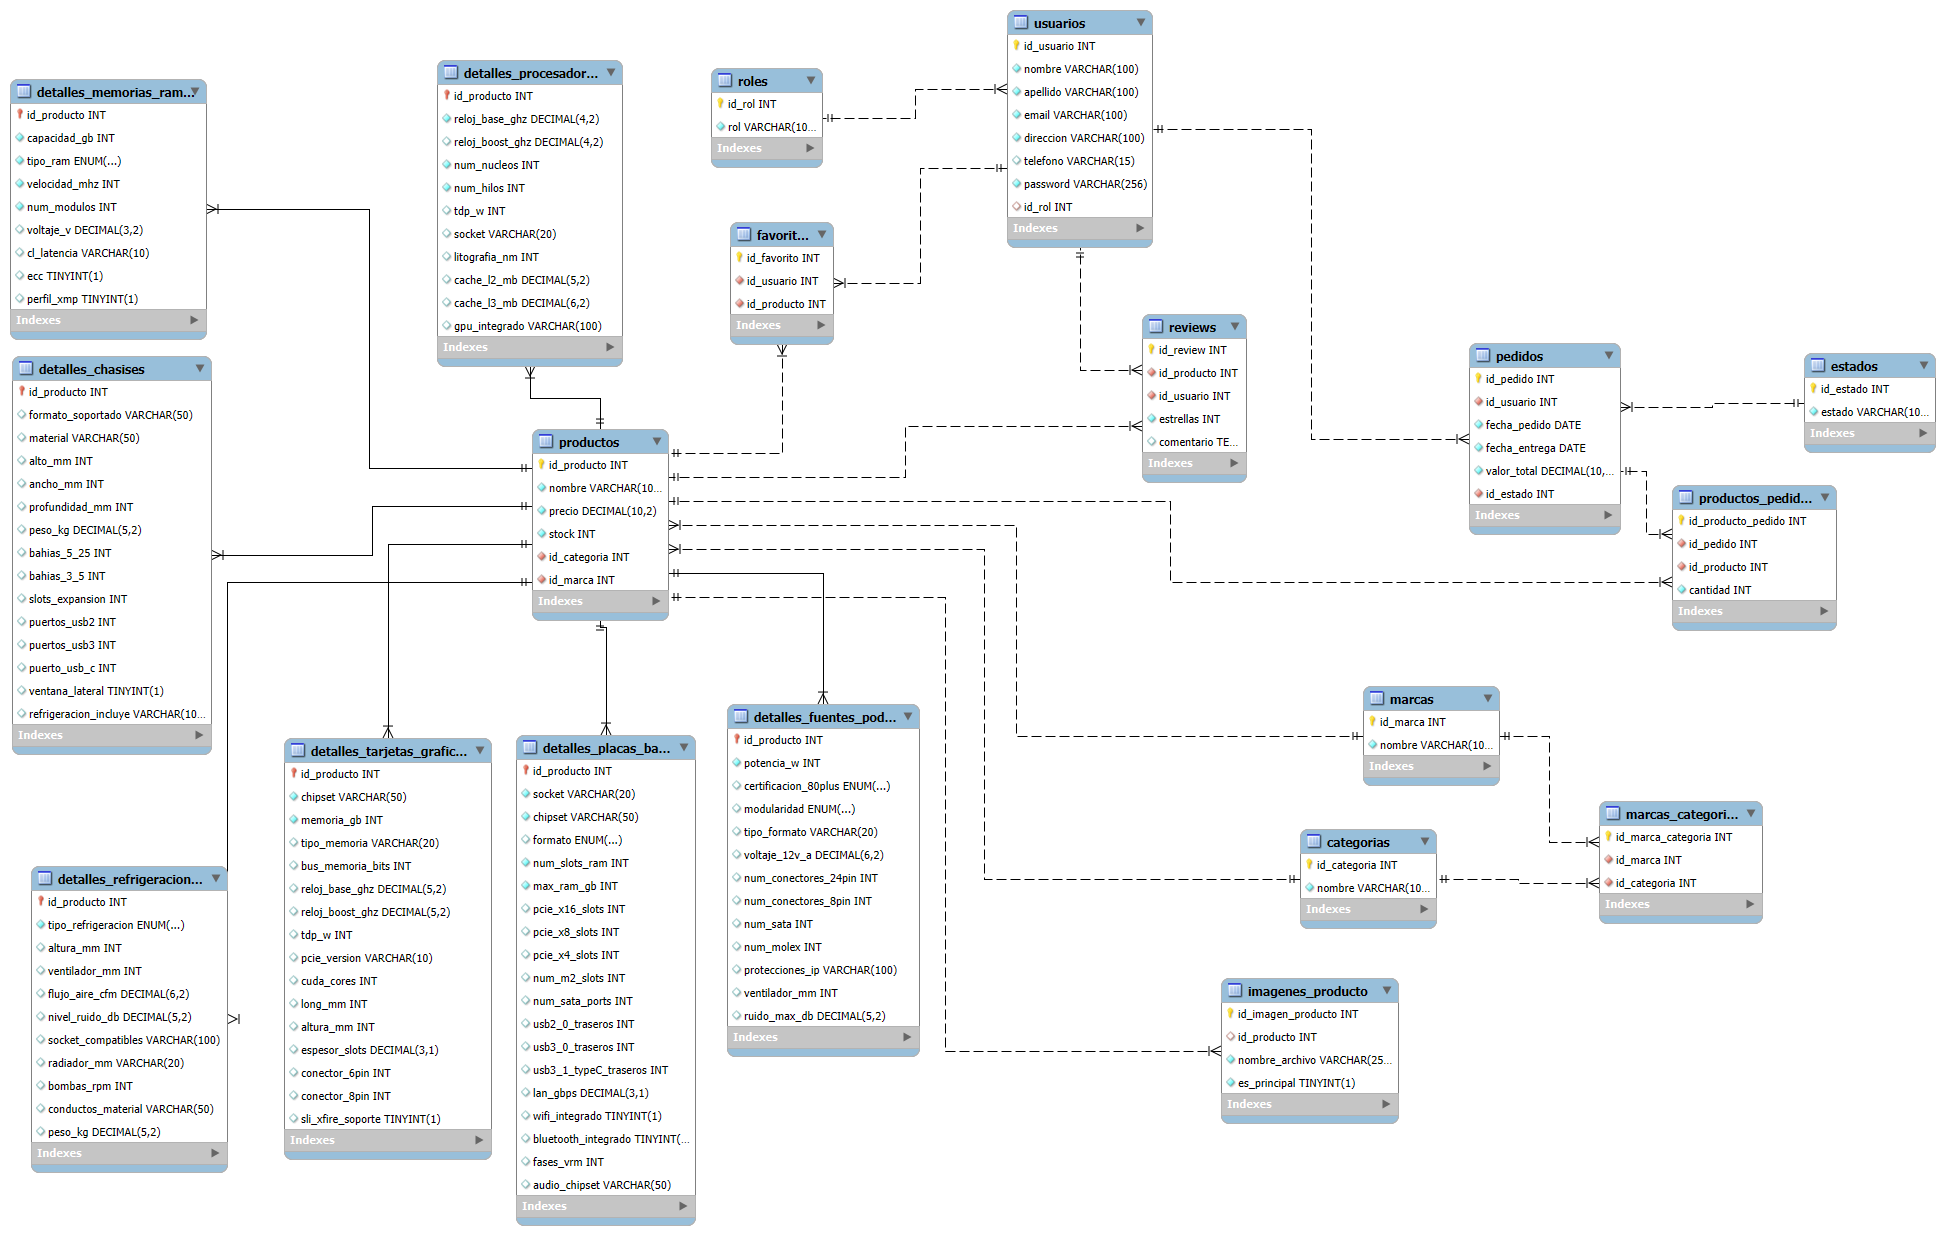 detalles_memorias_ram...
id_producto INT
capacidad_gb INT
tipo_ram ENUM(...)
velocidad_mhz INT
num_modulos INT
voltaje_v DECIMAL(3,2)
cl_latencia VARCHAR(10)
ecc TINYINT(1)
perfil_xmp TINYINT(1)
Indexes
detalles_chasises
id_producto INT
formato_soportado VARCHAR(50)
material VARCHAR(50)
alto_mm INT
ancho_mm INT
profundidad_mm INT
peso_kg DECIMAL(5,2)
bahias_5_25 INT
bahias_3_5 INT
slots_expansion INT
puertos_usb2 INT
puertos_usb3 INT
puerto_usb_c INT
ventana_lateral TINYINT(1)
refrigeracion_incluye VARCHAR(10...
Indexes
detalles_refrigeracion...
id_producto INT
tipo_refrigeracion ENUM(...)
altura_mm INT
ventilador_mm INT
flujo_aire_cfm DECIMAL(6,2)
nivel_ruido_db DECIMAL(5,2)
socket_compatibles VARCHAR(100)
radiador_mm VARCHAR(20)
bombas_rpm INT
conductos_material VARCHAR(50)
peso_kg DECIMAL(5,2)
Indexes
detalles_procesador...
id_producto INT
reloj_base_ghz DECIMAL(4,2)
reloj_boost_ghz DECIMAL(4,2)
num_nucleos INT
num_hilos INT
tdp_w INT
socket VARCHAR(20)
litografia_nm INT
cache_l2_mb DECIMAL(5,2)
cache_l3_mb DECIMAL(6,2)
gpu_integrado VARCHAR(100)
Indexes
productos
id_producto INT
nombre VARCHAR(10...
precio DECIMAL(10,2)
stock INT
id_categoria INT
id_marca INT
Indexes
detalles_tarjetas_grafic...
id_producto INT
chipset VARCHAR(50)
memoria_gb INT
tipo_memoria VARCHAR(20)
bus_memoria_bits INT
reloj_base_ghz DECIMAL(5,2)
reloj_boost_ghz DECIMAL(5,2)
tdp_w INT
pcie_version VARCHAR(10)
cuda_cores INT
long_mm INT
altura_mm INT
espesor_slots DECIMAL(3,1)
conector_6pin INT
conector_8pin INT
sli_xfire_soporte TINYINT(1)
Indexes
detalles_placas_ba...
id_producto INT
socket VARCHAR(20)
chipset VARCHAR(50)
formato ENUM(...)
num_slots_ram INT
max_ram_gb INT
pcie_x16_slots INT
pcie_x8_slots INT
pcie_x4_slots INT
num_m2_slots INT
num_sata_ports INT
usb2_0_traseros INT
usb3_0_traseros INT
usb3_1_typeC_traseros INT
lan_gbps DECIMAL(3,1)
wifi_integrado TINYINT(1)
bluetooth_integrado TINYINT(...
fases_vrm INT
audio_chipset VARCHAR(50)
Indexes
roles
id_rol INT
rol VARCHAR(10...
Indexes
favorit...
id_favorito INT
id_usuario INT
id_producto INT
Indexes
detalles_fuentes_pod...
id_producto INT
potencia_w INT
certificacion_80plus ENUM(...)
modularidad ENUM(...)
tipo_formato VARCHAR(20)
voltaje_12v_a DECIMAL(6,2)
num_conectores_24pin INT
num_conectores_8pin INT
num_sata INT
num_molex INT
protecciones_ip VARCHAR(100)
ventilador_mm INT
ruido_max_db DECIMAL(5,2)
Indexes
usuarios
id_usuario INT
nombre VARCHAR(100)
apellido VARCHAR(100)
email VARCHAR(100)
direccion VARCHAR(100)
telefono VARCHAR(15)
password VARCHAR(256)
id_rol INT
Indexes
reviews
id_review INT
id_producto INT
id_usuario INT
estrellas INT
comentario TE...
Indexes
pedidos
id_pedido INT
id_usuario INT
fecha_pedido DATE
fecha_entrega DATE
valor_total DECIMAL(10,...
id_estado INT
Indexes
estados
id_estado INT
estado VARCHAR(10...
Indexes
productos_pedid...
id_producto_pedido INT
id_pedido INT
id_producto INT
cantidad INT
Indexes
marcas
id_marca INT
nombre VARCHAR(10...
Indexes
categorias
id_categoria INT
nombre VARCHAR(10...
Indexes
marcas_categori...
id_marca_categoria INT
id_marca INT
id_categoria INT
Indexes
imagenes_producto
id_imagen_producto INT
id_producto INT
nombre_archivo VARCHAR(25...
es_principal TINYINT(1)
Indexes